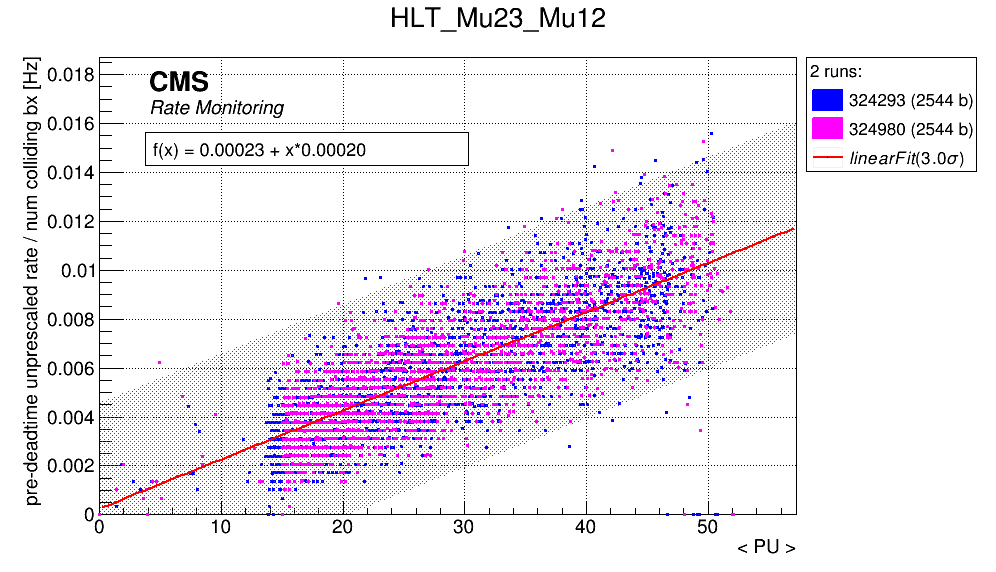 HLT_Mu23_Mu12
pre-deadtime unprescaled rate / num colliding bx [Hz]
0.018
0.016
0.014
0.012
0.01
0.008
0.006
0.004
0.002
0
CMS
Rate Monitoring
f(x) = 0.00023 + x*0.00020
0 10 20 30 40 50
< PU >
2 runs:
324293 (2544 b)
324980 (2544 b)
linearFit(3.0σ)